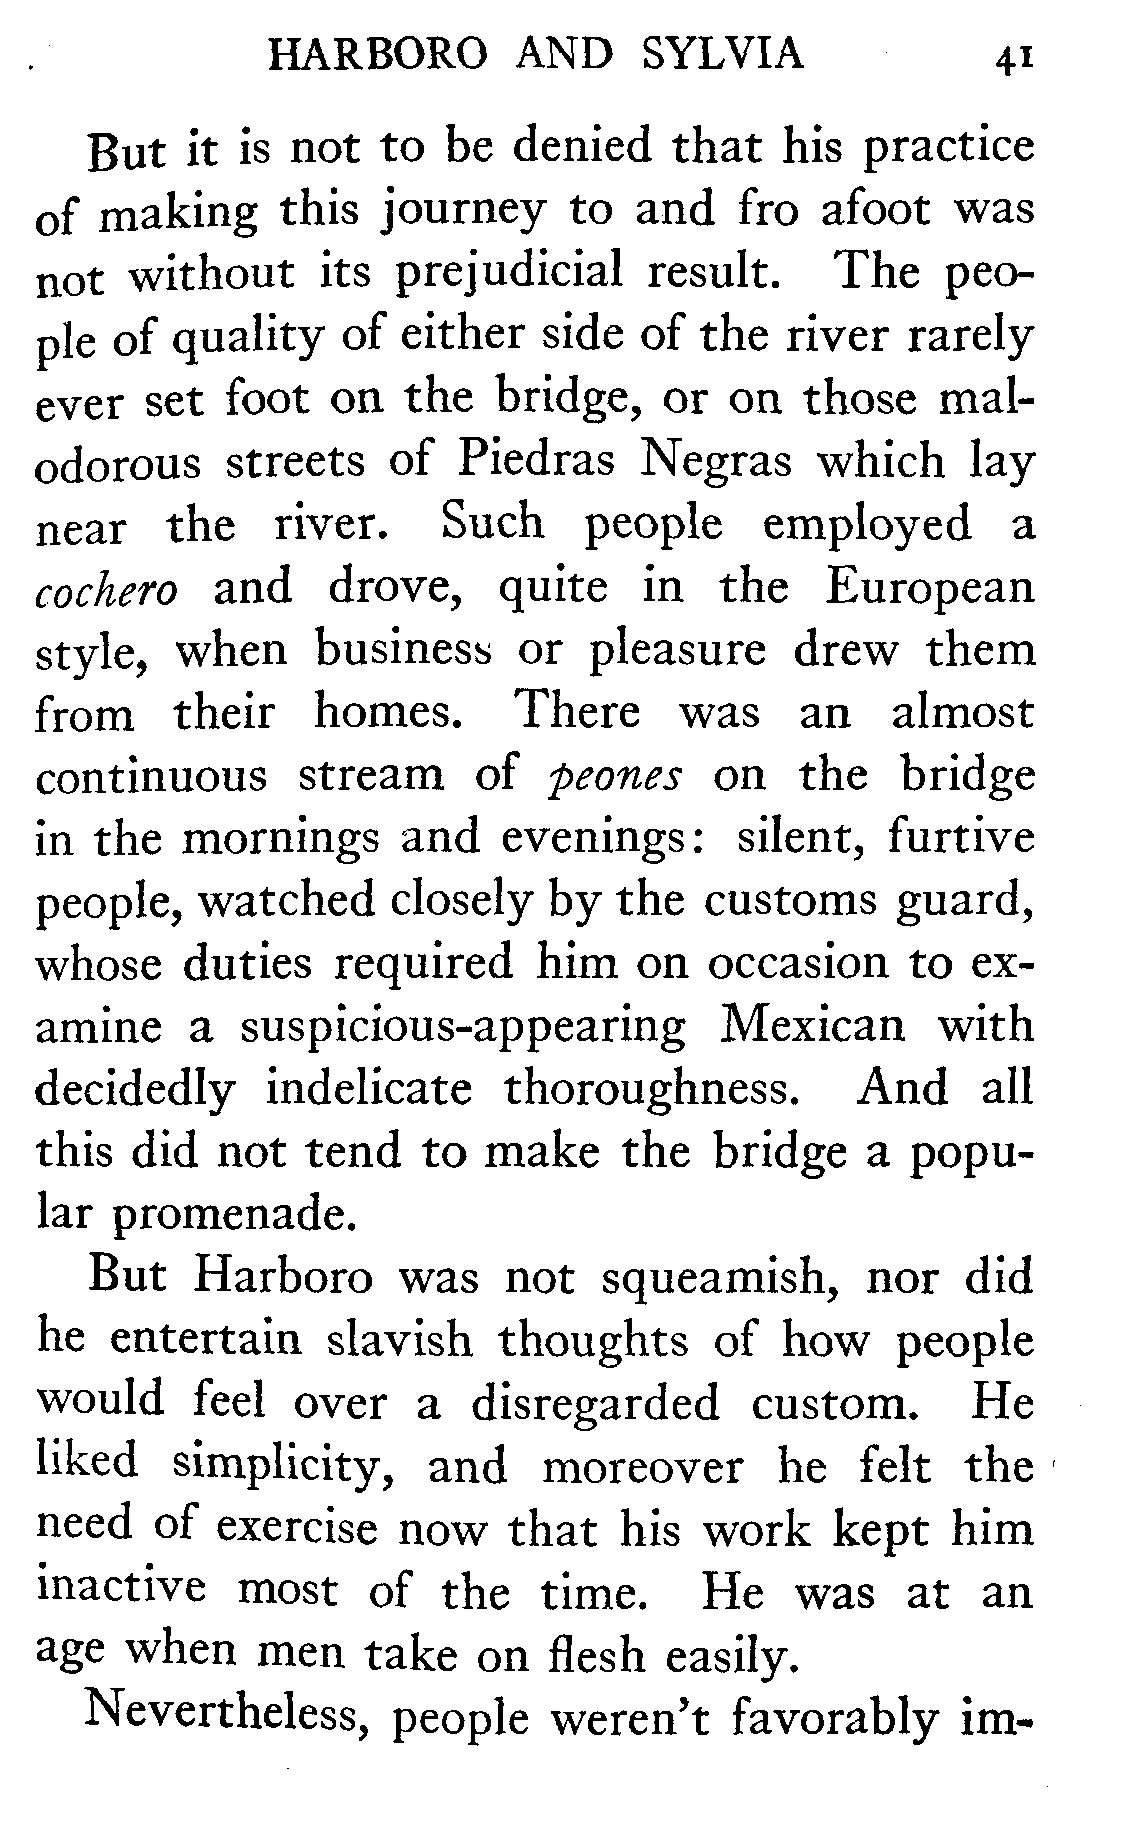 HARBORO AND SYLVIA 41
But it is not to be denied that his practice
of making this journey to and fro afoot was
not without its prejudicial result. The peo-
ple of quality of either side of the river rarely
ever set foot on the bridge, or on those mal-
odorous streets of Piedras Negras which lay
near the river. Such people employed a
cochero and drove, quite in the European
style, when business or pleasure drew them
from their homes. There was an almost
continuous stream of peones on the bridge
in the mornings and evenings: silent, furtive
people, watched closely by the customs guard,
whose duties required him on occasion to ex-
amine a suspicious-appearing Mexican with
decidedly indelicate thoroughness. And all
this did not tend to make the bridge a popu-
lar promenade.
But Harboro was not squeamish, nor did
he entertain slavish thoughts of how people
would feel over a disregarded custom. He
liked simplicity, and moreover he felt the
need of exercise now that his work kept him
inactive most of the time. He was at an
age when men take on flesh easily.
Nevertheless, people weren't favorably im-